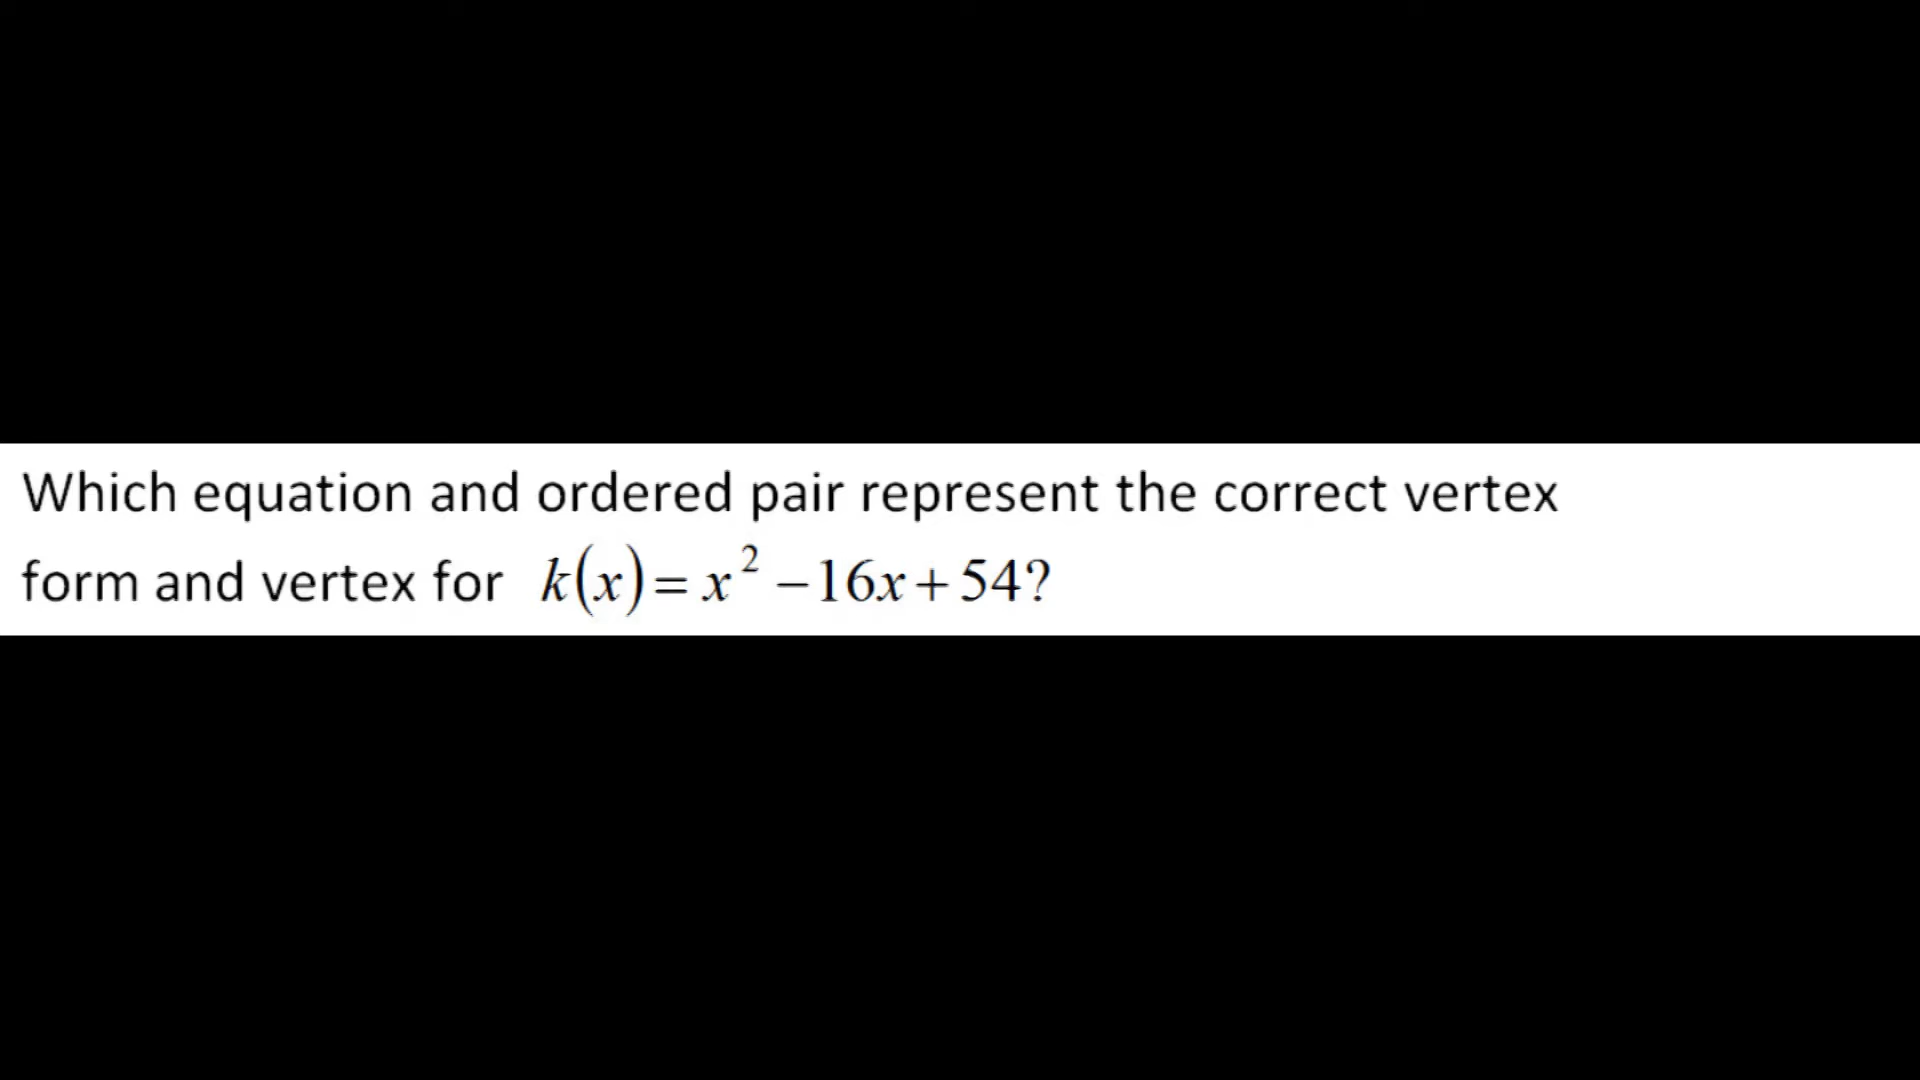 Which equation and ordered pair represent the correct vertex
form and vertex for k(x) = x² − 16x + 54?